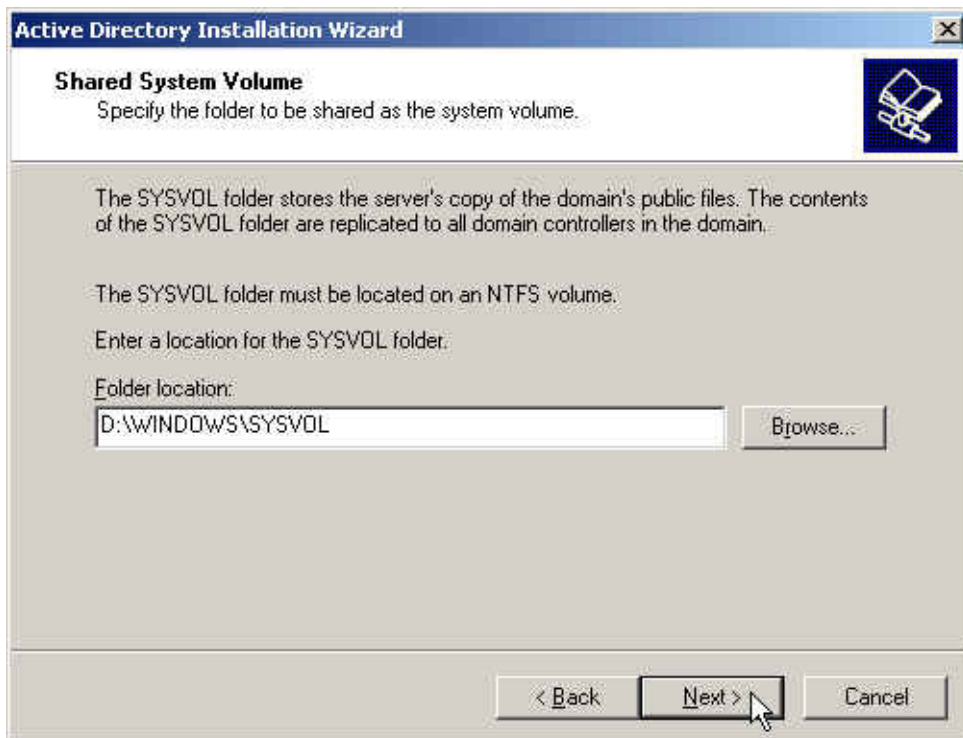 Active Directory Installation Wizard
Shared System Volume
Specify the folder to be shared as the system volume.
The SYSVOL folder stores the server's copy of the domain's public files. The contents
of the SYSVOL folder are replicated to all domain controllers in the domain.
The SYSVOL folder must be located on an NTFS volume.
Enter a location for the SYSVOL folder.
Folder location:
D:\WINDOWS\SYSVOL
Browse...
< Back
Next >
Cancel